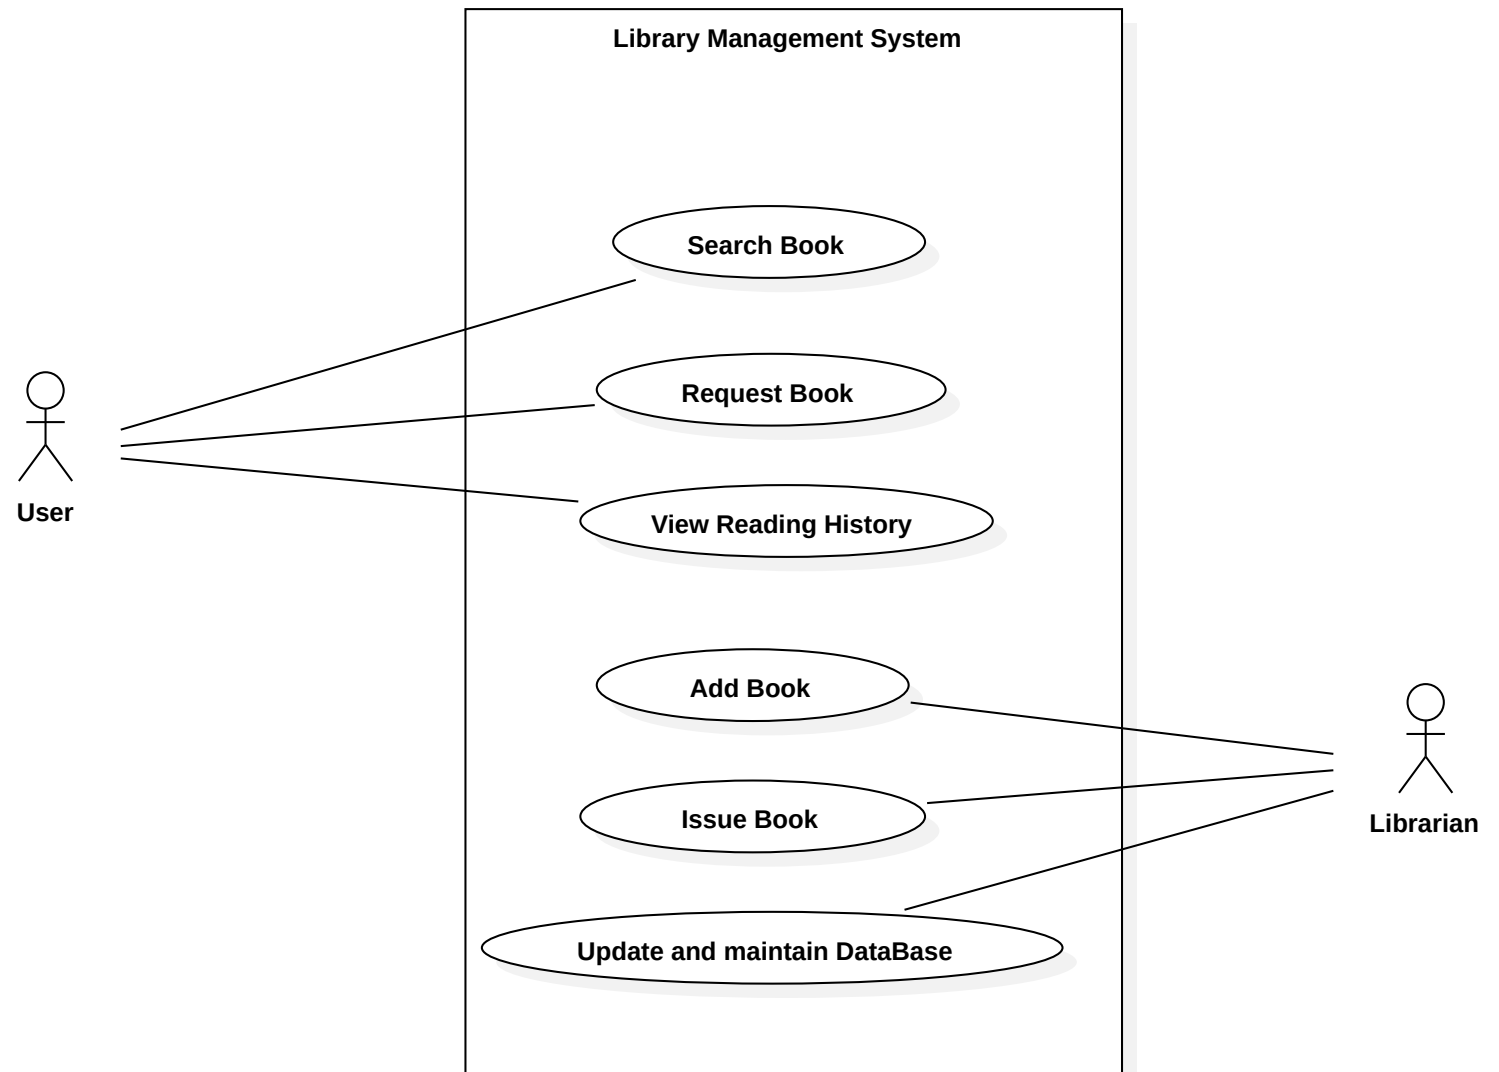 Library Management System
Search Book
Request Book
User
View Reading History
Add Book
Issue Book
Librarian
Update and maintain DataBase